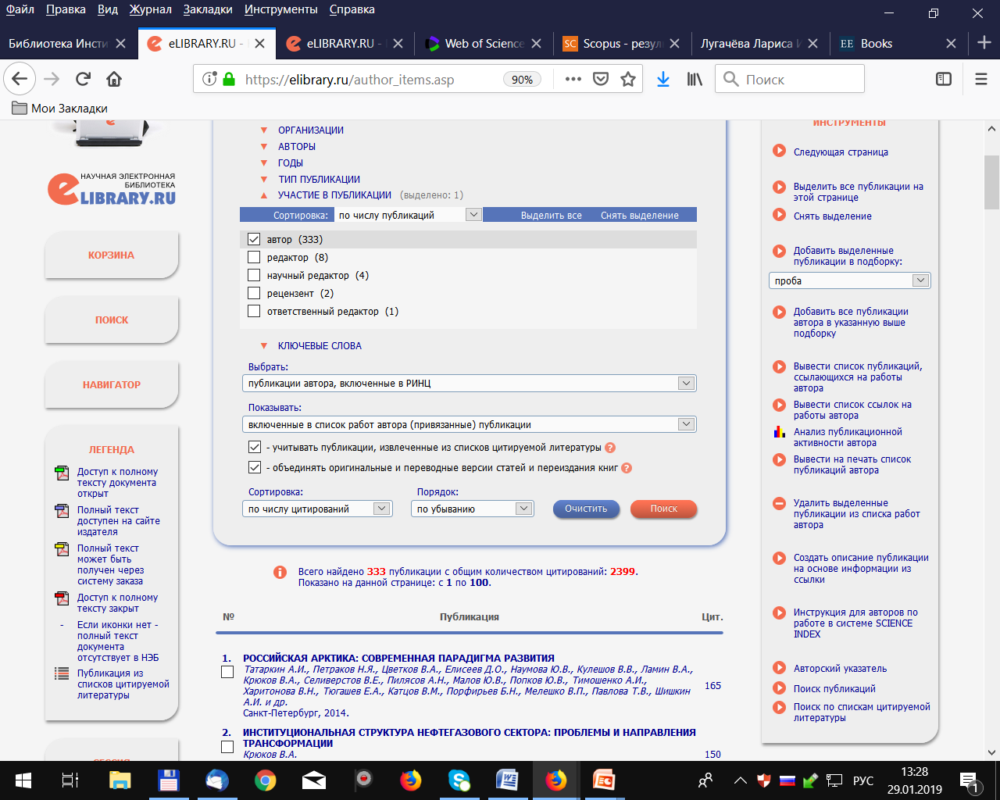 Файл Правка Вид Журнал Закладки Инструменты Справка
Библиотека Инсти
eLIBRARY.RU -
eLIBRARY.RU -
Web of Science
Scopus - резул
Лугачёва Лариса И
EE Books
https://elibrary.ru/author_items.asp
90%
Поиск
Мои Закладки
НАУЧНАЯ ЭЛЕКТРОННАЯ
БИБЛИОТЕКА
eLIBRARY.RU
КОРЗИНА
ПОИСК
НАВИГАТОР
ЛЕГЕНДА
Доступ к полному
тексту документа
открыт
Полный текст
доступен на сайте
издателя
Полный текст
может быть
получен через
систему заказа
Доступ к полному
тексту закрыт
- Если иконки нет -
полный текст
документа
отсутствует в НЭБ
Публикация из
списков цитируемой
литературы
СЕССИЯ
ОРГАНИЗАЦИИ
АВТОРЫ
ГОДЫ
ТИП ПУБЛИКАЦИИ
УЧАСТИЕ В ПУБЛИКАЦИИ (выделено: 1)
Сортировка: по числу публикаций Выделить все Снять выделение
автор (333)
редактор (8)
научный редактор (4)
рецензент (2)
ответственный редактор (1)
КЛЮЧЕВЫЕ СЛОВА
Выбрать:
публикации автора, включенные в РИНЦ
Показывать:
включенные в список работ автора (привязанные) публикации
- учитывать публикации, извлеченные из списков цитируемой литературы ?
- объединять оригинальные и переводные версии статей и переиздания книг ?
Сортировка: Порядок:
по числу цитирований по убыванию Очистить Поиск
Всего найдено 333 публикации с общим количеством цитирований: 2399.
Показано на данной странице: с 1 по 100.
№ Публикация Цит.
1. РОССИЙСКАЯ АРКТИКА: СОВРЕМЕННАЯ ПАРАДИГМА РАЗВИТИЯ
Татаркин А.И., Петраков Н.Я., Цветков В.А., Елисеев Д.О., Наумова Ю.В., Кулешов В.В., Ламин В.А.,
Крюков В.А., Селиверстов В.Е., Пилясов А.Н., Малов Ю.В., Попков Ю.В., Тимошенко А.И.,
Харитонова В.Н., Тюгашев Е.А., Катцов В.М., Порфирьев Б.Н., Мелешко В.П., Павлова Т.В., Шишкин
А.И. и др.
Санкт-Петербург, 2014.
165
2. ИНСТИТУЦИОНАЛЬНАЯ СТРУКТУРА НЕФТЕГАЗОВОГО СЕКТОРА: ПРОБЛЕМЫ И НАПРАВЛЕНИЯ
ТРАНСФОРМАЦИИ
Крюков В.А.
150
ИНСТРУМЕНТЫ
Следующая страница
Выделить все публикации на
этой странице
Снять выделение
Добавить выделенные
публикации в подборку:
проба
Добавить все публикации
автора в указанную выше
подборку
Вывести список публикаций,
ссылающихся на работы
автора
Вывести список ссылок на
работы автора
Анализ публикационной
активности автора
Вывести на печать список
публикаций автора
Удалить выделенные
публикации из списка работ
автора
Создать описание публикации
на основе информации из
ссылки
Инструкция для авторов по
работе в системе SCIENCE
INDEX
Авторский указатель
Поиск публикаций
Поиск по спискам цитируемой
литературы
РУС
13:28
29.01.2019
1